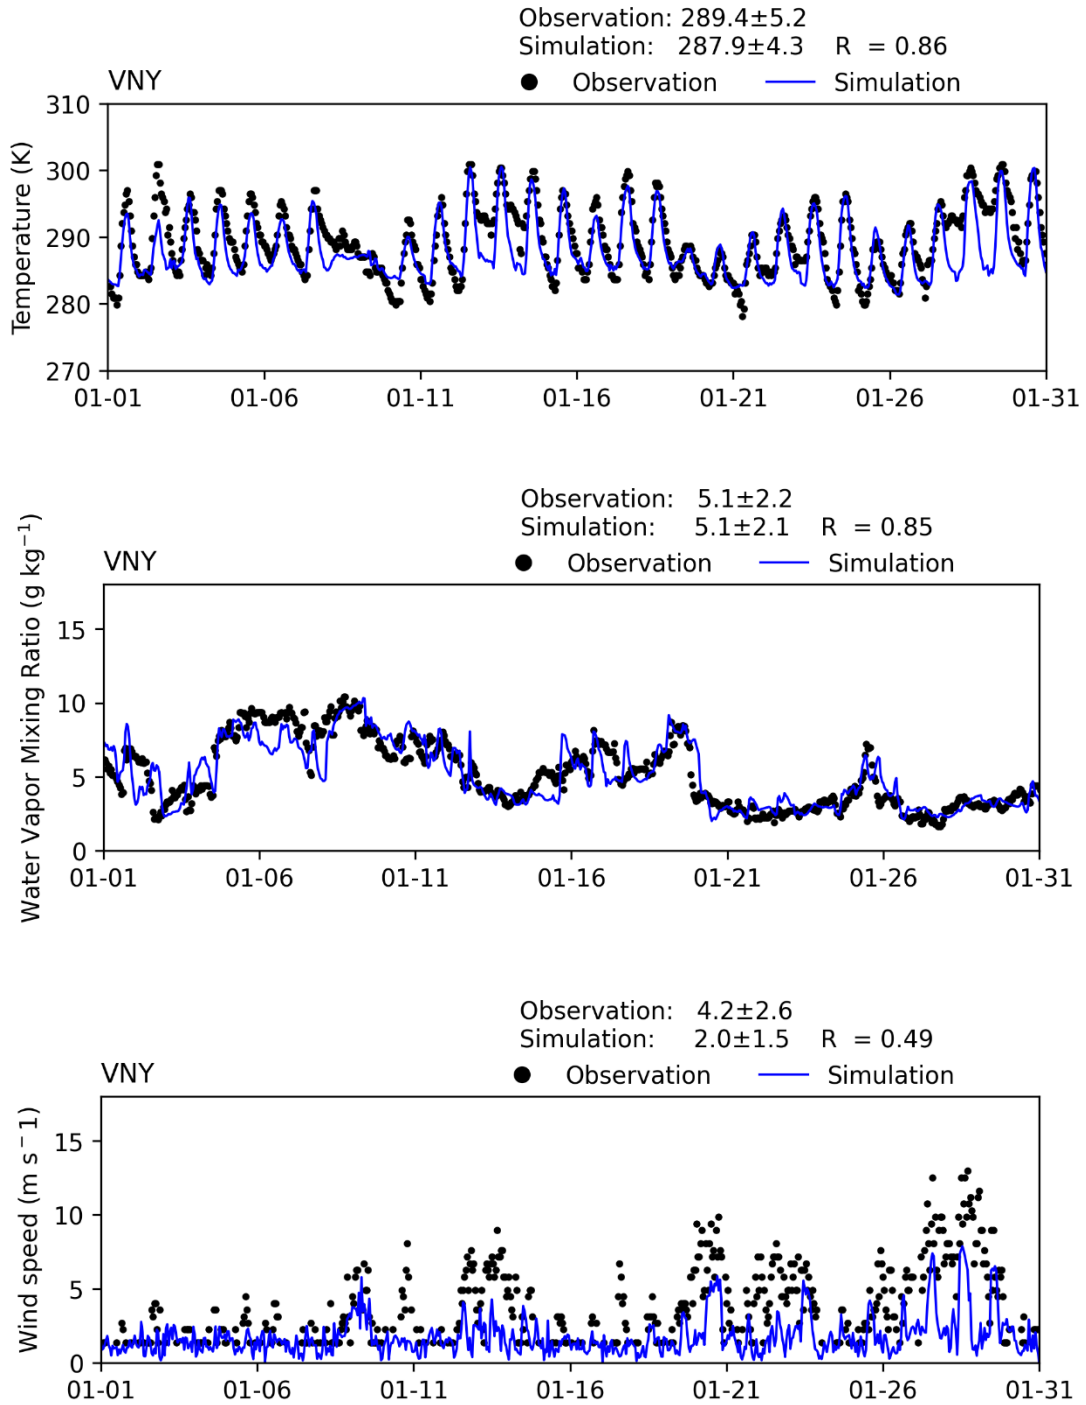 Observation: 289.4±5.2
Simulation: 287.9±4.3 R = 0.86
VNY
Observation Simulation
Temperature (K)
310
300
290
280
270
01-01 01-06 01-11 01-16 01-21 01-26 01-31
Observation: 5.1±2.2
Simulation: 5.1±2.1 R = 0.85
VNY
Observation Simulation
Water Vapor Mixing Ratio (g kg⁻¹)
15
10
5
0
01-01 01-06 01-11 01-16 01-21 01-26 01-31
Observation: 4.2±2.6
Simulation: 2.0±1.5 R = 0.49
VNY
Observation Simulation
Wind speed (m s⁻1)
15
10
5
0
01-01 01-06 01-11 01-16 01-21 01-26 01-31